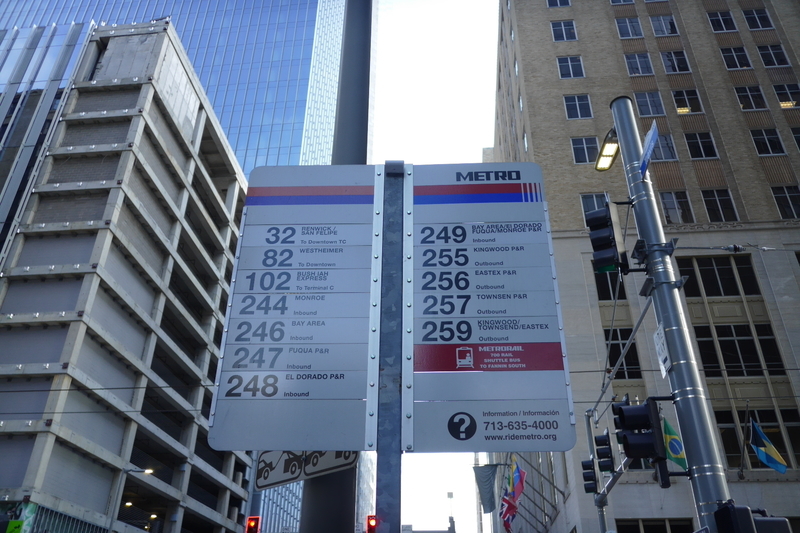 32 RENWICK/
SAN FELIPE
To Downtown TC
82 WESTHEIMER
To Downtown
102 BUSH IAH
EXPRESS
To Terminal C
244 MONROE
Inbound
246 BAY AREA
Inbound
247 FUQUA P&R
Inbound
248 EL DORADO P&R
Inbound
METRO
249 BAY AREA/EL DORADO
FUQUA/MONROE P&R
Inbound
255 KINGWOOD P&R
Outbound
256 EASTEX P&R
Outbound
257 TOWNSEN P&R
Outbound
259 KINGWOOD/
TOWNSEND/EASTEX
Outbound
METRORAIL
700 RAIL
SHUTTLE BUS
TO FANNIN SOUTH
? Information / Información
713-635-4000
www.ridemetro.org